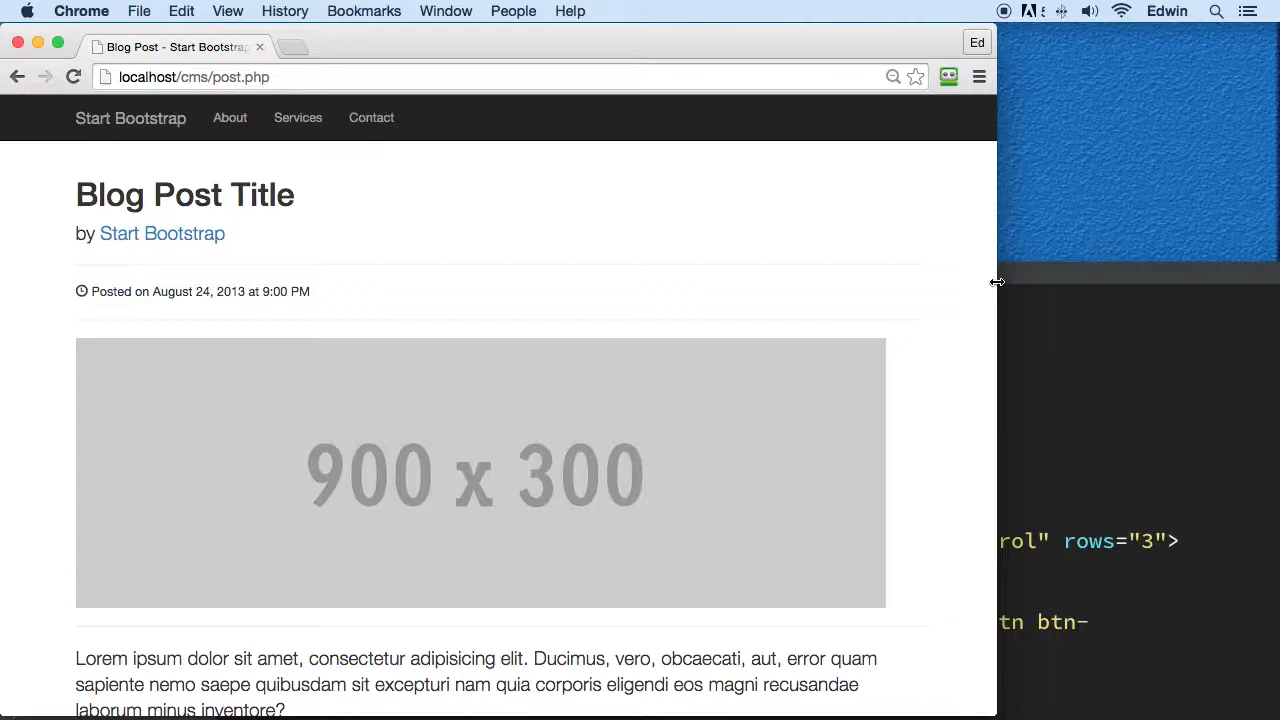 Chrome File Edit View History Bookmarks Window People Help Edwin
Blog Post - Start Bootstrap
Ed
localhost/cms/post.php
Start Bootstrap About Services Contact
Blog Post Title
by Start Bootstrap
Posted on August 24, 2013 at 9:00 PM
900 x 300
rol" rows="3">
tn btn-
Lorem ipsum dolor sit amet, consectetur adipisicing elit. Ducimus, vero, obcaecati, aut, error quam
sapiente nemo saepe quibusdam sit excepturi nam quia corporis eligendi eos magni recusandae
laborum minus inventore?